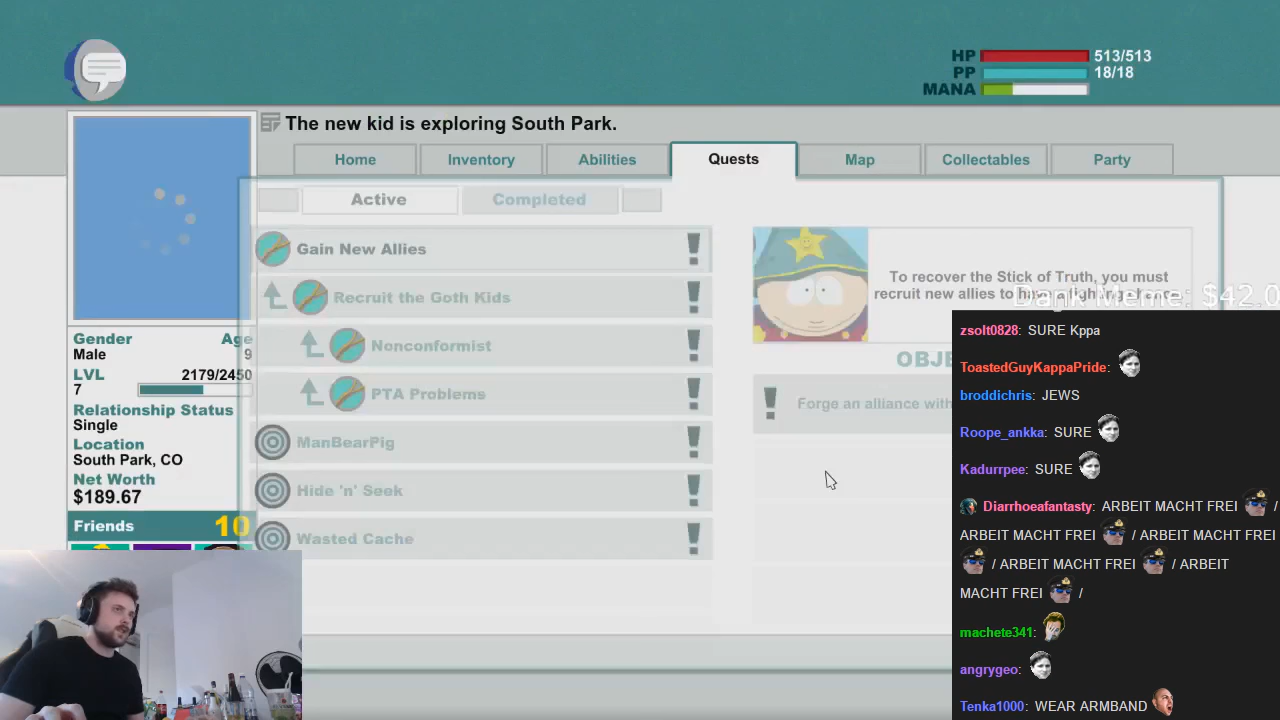 HP 513/513
PP 18/18
MANA
The new kid is exploring South Park.
Home Inventory Abilities Quests Map Collectables Party
Active Completed
Gain New Allies
Recruit the Goth Kids
Nonconformist
PTA Problems
ManBearPig
Hide 'n' Seek
Wasted Cache
To recover the Stick of Truth, you must
recruit new allies to
Dank Meme: $42.0
OBJE
Forge an alliance with
Gender Age
Male 9
LVL 2179/2450
7
Relationship Status
Single
Location
South Park, CO
Net Worth
$189.67
Friends 10
zsolt0828: SURE Kppa
ToastedGuyKappaPride:
broddichris: JEWS
Roope_ankka: SURE
Kadurrpee: SURE
Diarrhoeafantasty: ARBEIT MACHT FREI /
ARBEIT MACHT FREI / ARBEIT MACHT FREI
/ ARBEIT MACHT FREI / ARBEIT
MACHT FREI /
machete341:
angrygeo:
Tenka1000: WEAR ARMBAND